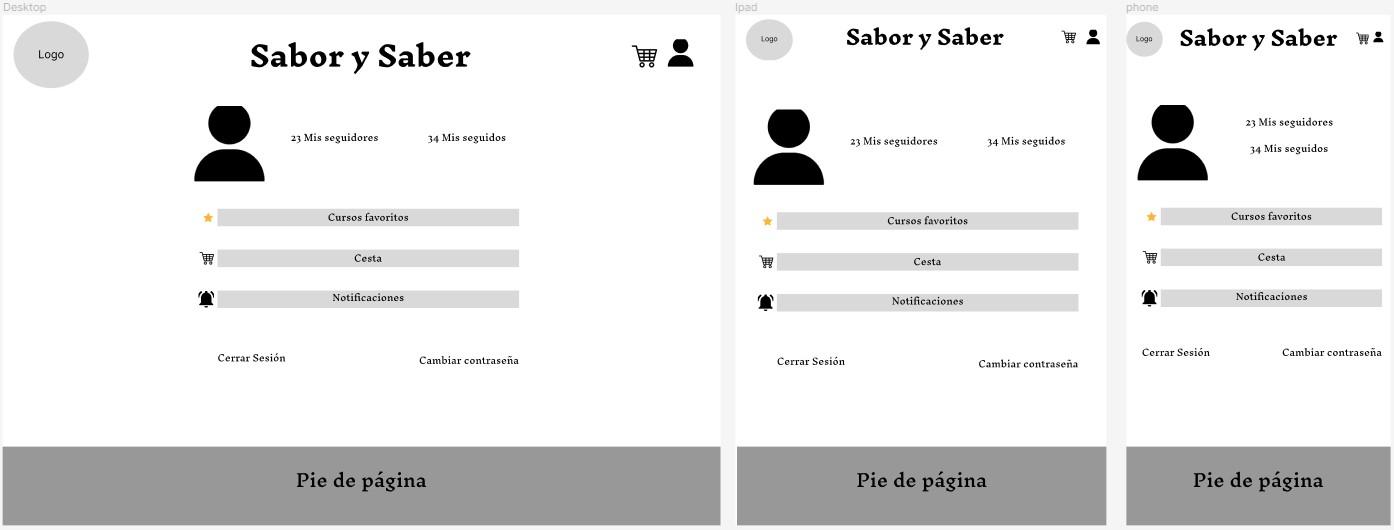 Desktop
Logo
Sabor y Saber
23 Mis seguidores
34 Mis seguidos
Cursos favoritos
Cesta
Notificaciones
Cerrar Sesión
Cambiar contraseña
Pie de página
Ipad
Logo
Sabor y Saber
23 Mis seguidores
34 Mis seguidos
Cursos favoritos
Cesta
Notificaciones
Cerrar Sesión
Cambiar contraseña
Pie de página
phone
Logo
Sabor y Saber
23 Mis seguidores
34 Mis seguidos
Cursos favoritos
Cesta
Notificaciones
Cerrar Sesión
Cambiar contraseña
Pie de página